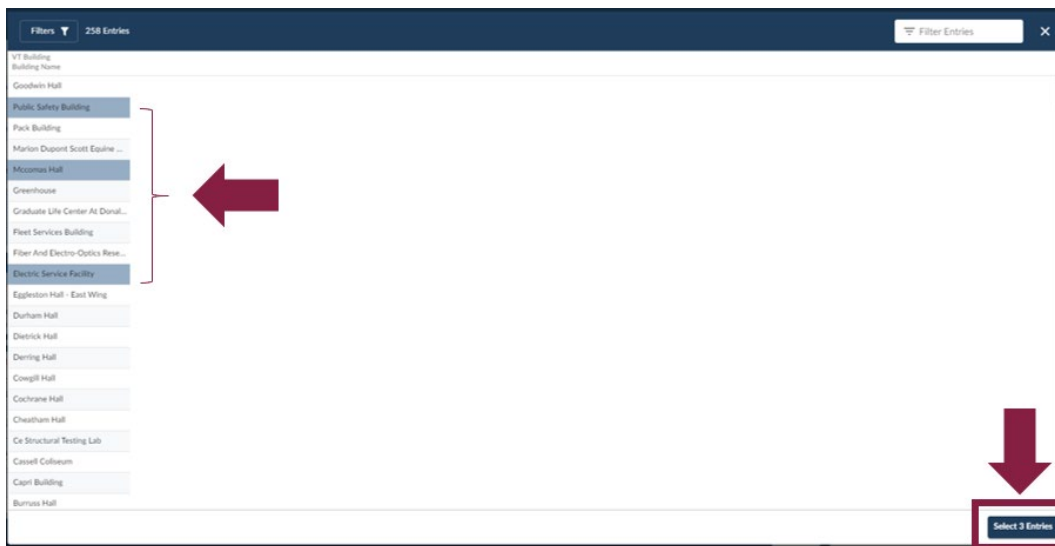 Filters 258 Entries Filter Entries
VT Building
Building Name
Goodwin Hall
Public Safety Building
Pack Building
Marion Dupont Scott Equine ...
Mccomas Hall
Greenhouse
Graduate Life Center At Donal...
Fleet Services Building
Fiber And Electro-Optics Rese...
Electric Service Facility
Eggleston Hall - East Wing
Durham Hall
Dietrick Hall
Derring Hall
Cowgill Hall
Cochrane Hall
Cheatham Hall
Ce Structural Testing Lab
Cassell Coliseum
Capri Building
Burruss Hall
Select 3 Entries